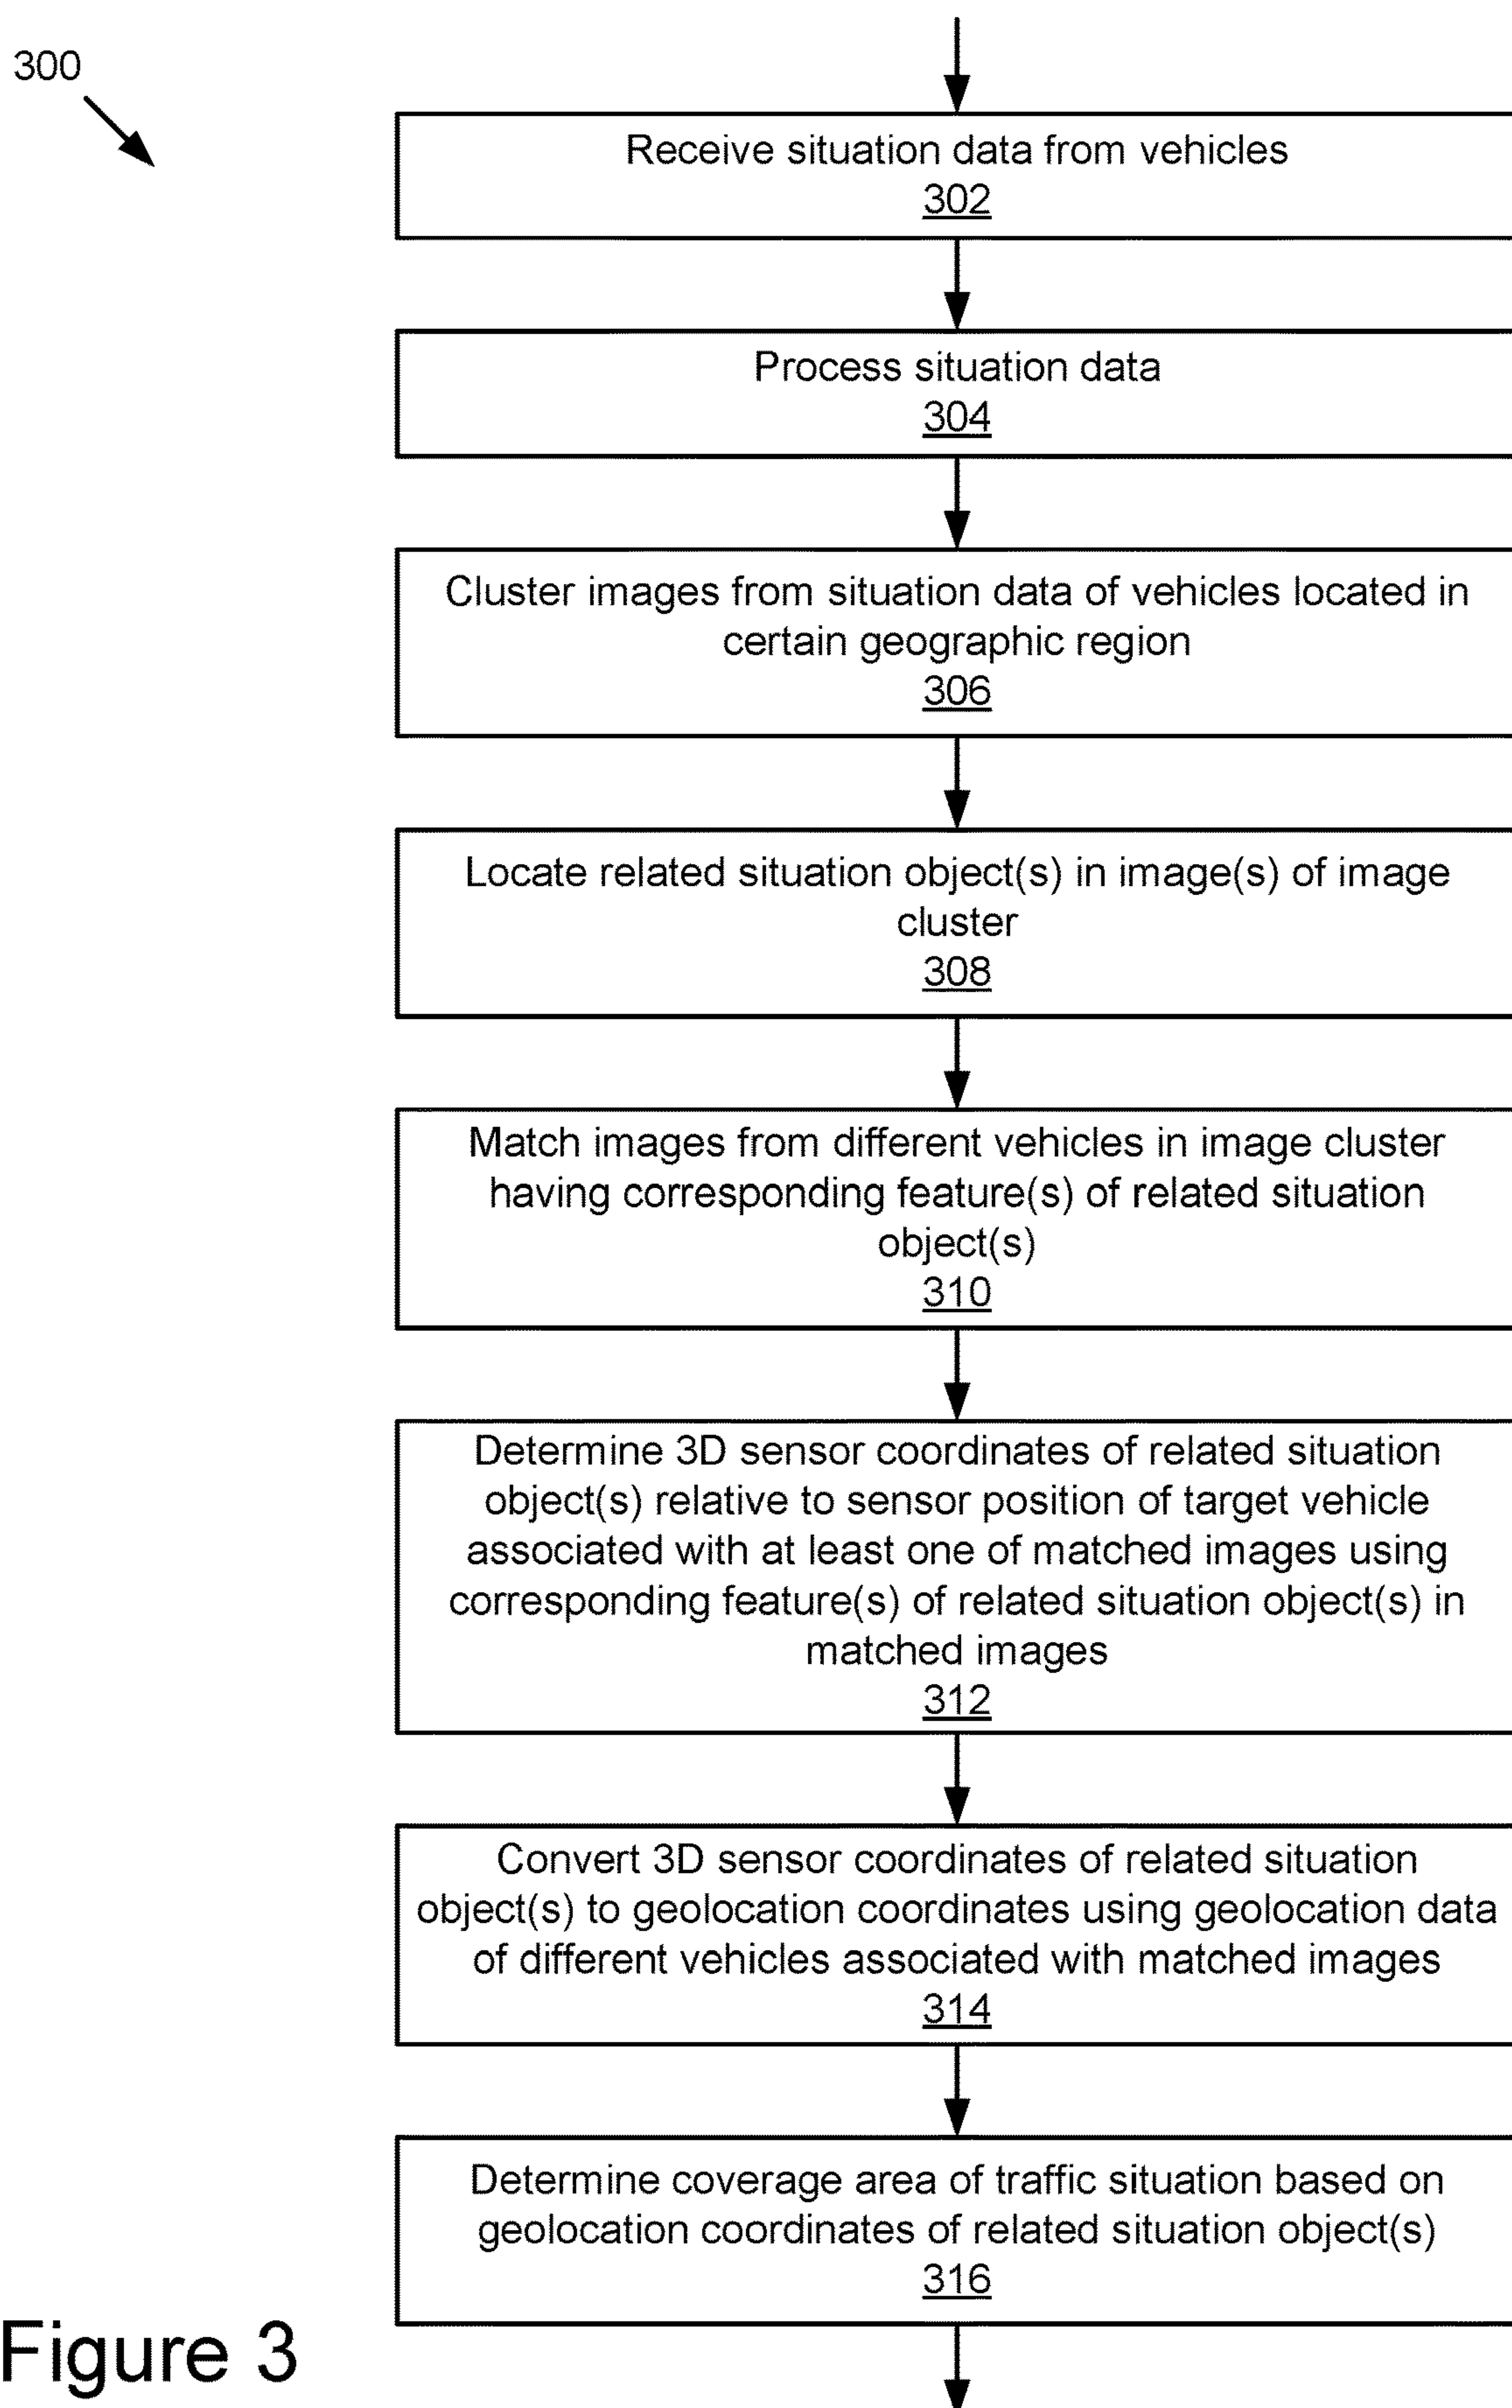 300
Receive situation data from vehicles
302
Process situation data
304
Cluster images from situation data of vehicles located in
certain geographic region
306
Locate related situation object(s) in image(s) of image
cluster
308
Match images from different vehicles in image cluster
having corresponding feature(s) of related situation
object(s)
310
Determine 3D sensor coordinates of related situation
object(s) relative to sensor position of target vehicle
associated with at least one of matched images using
corresponding feature(s) of related situation object(s) in
matched images
312
Convert 3D sensor coordinates of related situation
object(s) to geolocation coordinates using geolocation data
of different vehicles associated with matched images
314
Determine coverage area of traffic situation based on
geolocation coordinates of related situation object(s)
316
Figure 3